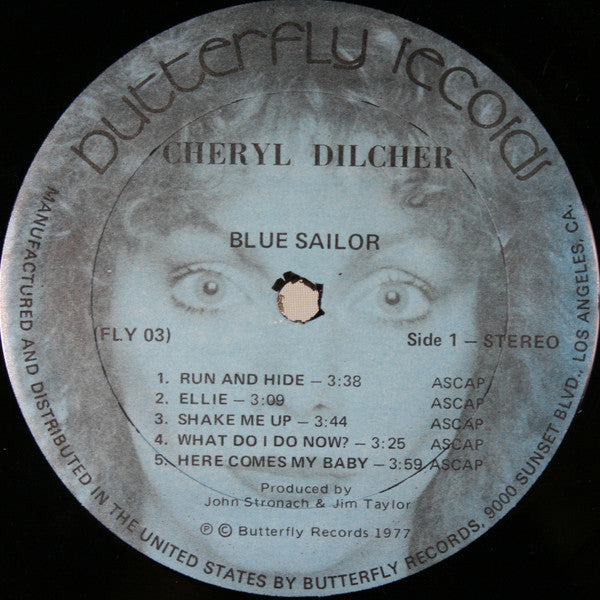 butterfly records
CHERYL DILCHER
BLUE SAILOR
(FLY 03)
Side 1 – STEREO
1. RUN AND HIDE – 3:38 ASCAP
2. ELLIE – 3:09 ASCAP
3. SHAKE ME UP – 3:44 ASCAP
4. WHAT DO I DO NOW? – 3:25 ASCAP
5. HERE COMES MY BABY – 3:59 ASCAP
Produced by
John Stronach & Jim Taylor
℗ © Butterfly Records 1977
MANUFACTURED AND DISTRIBUTED IN THE UNITED STATES BY BUTTERFLY RECORDS, 9000 SUNSET BLVD., LOS ANGELES, CA.